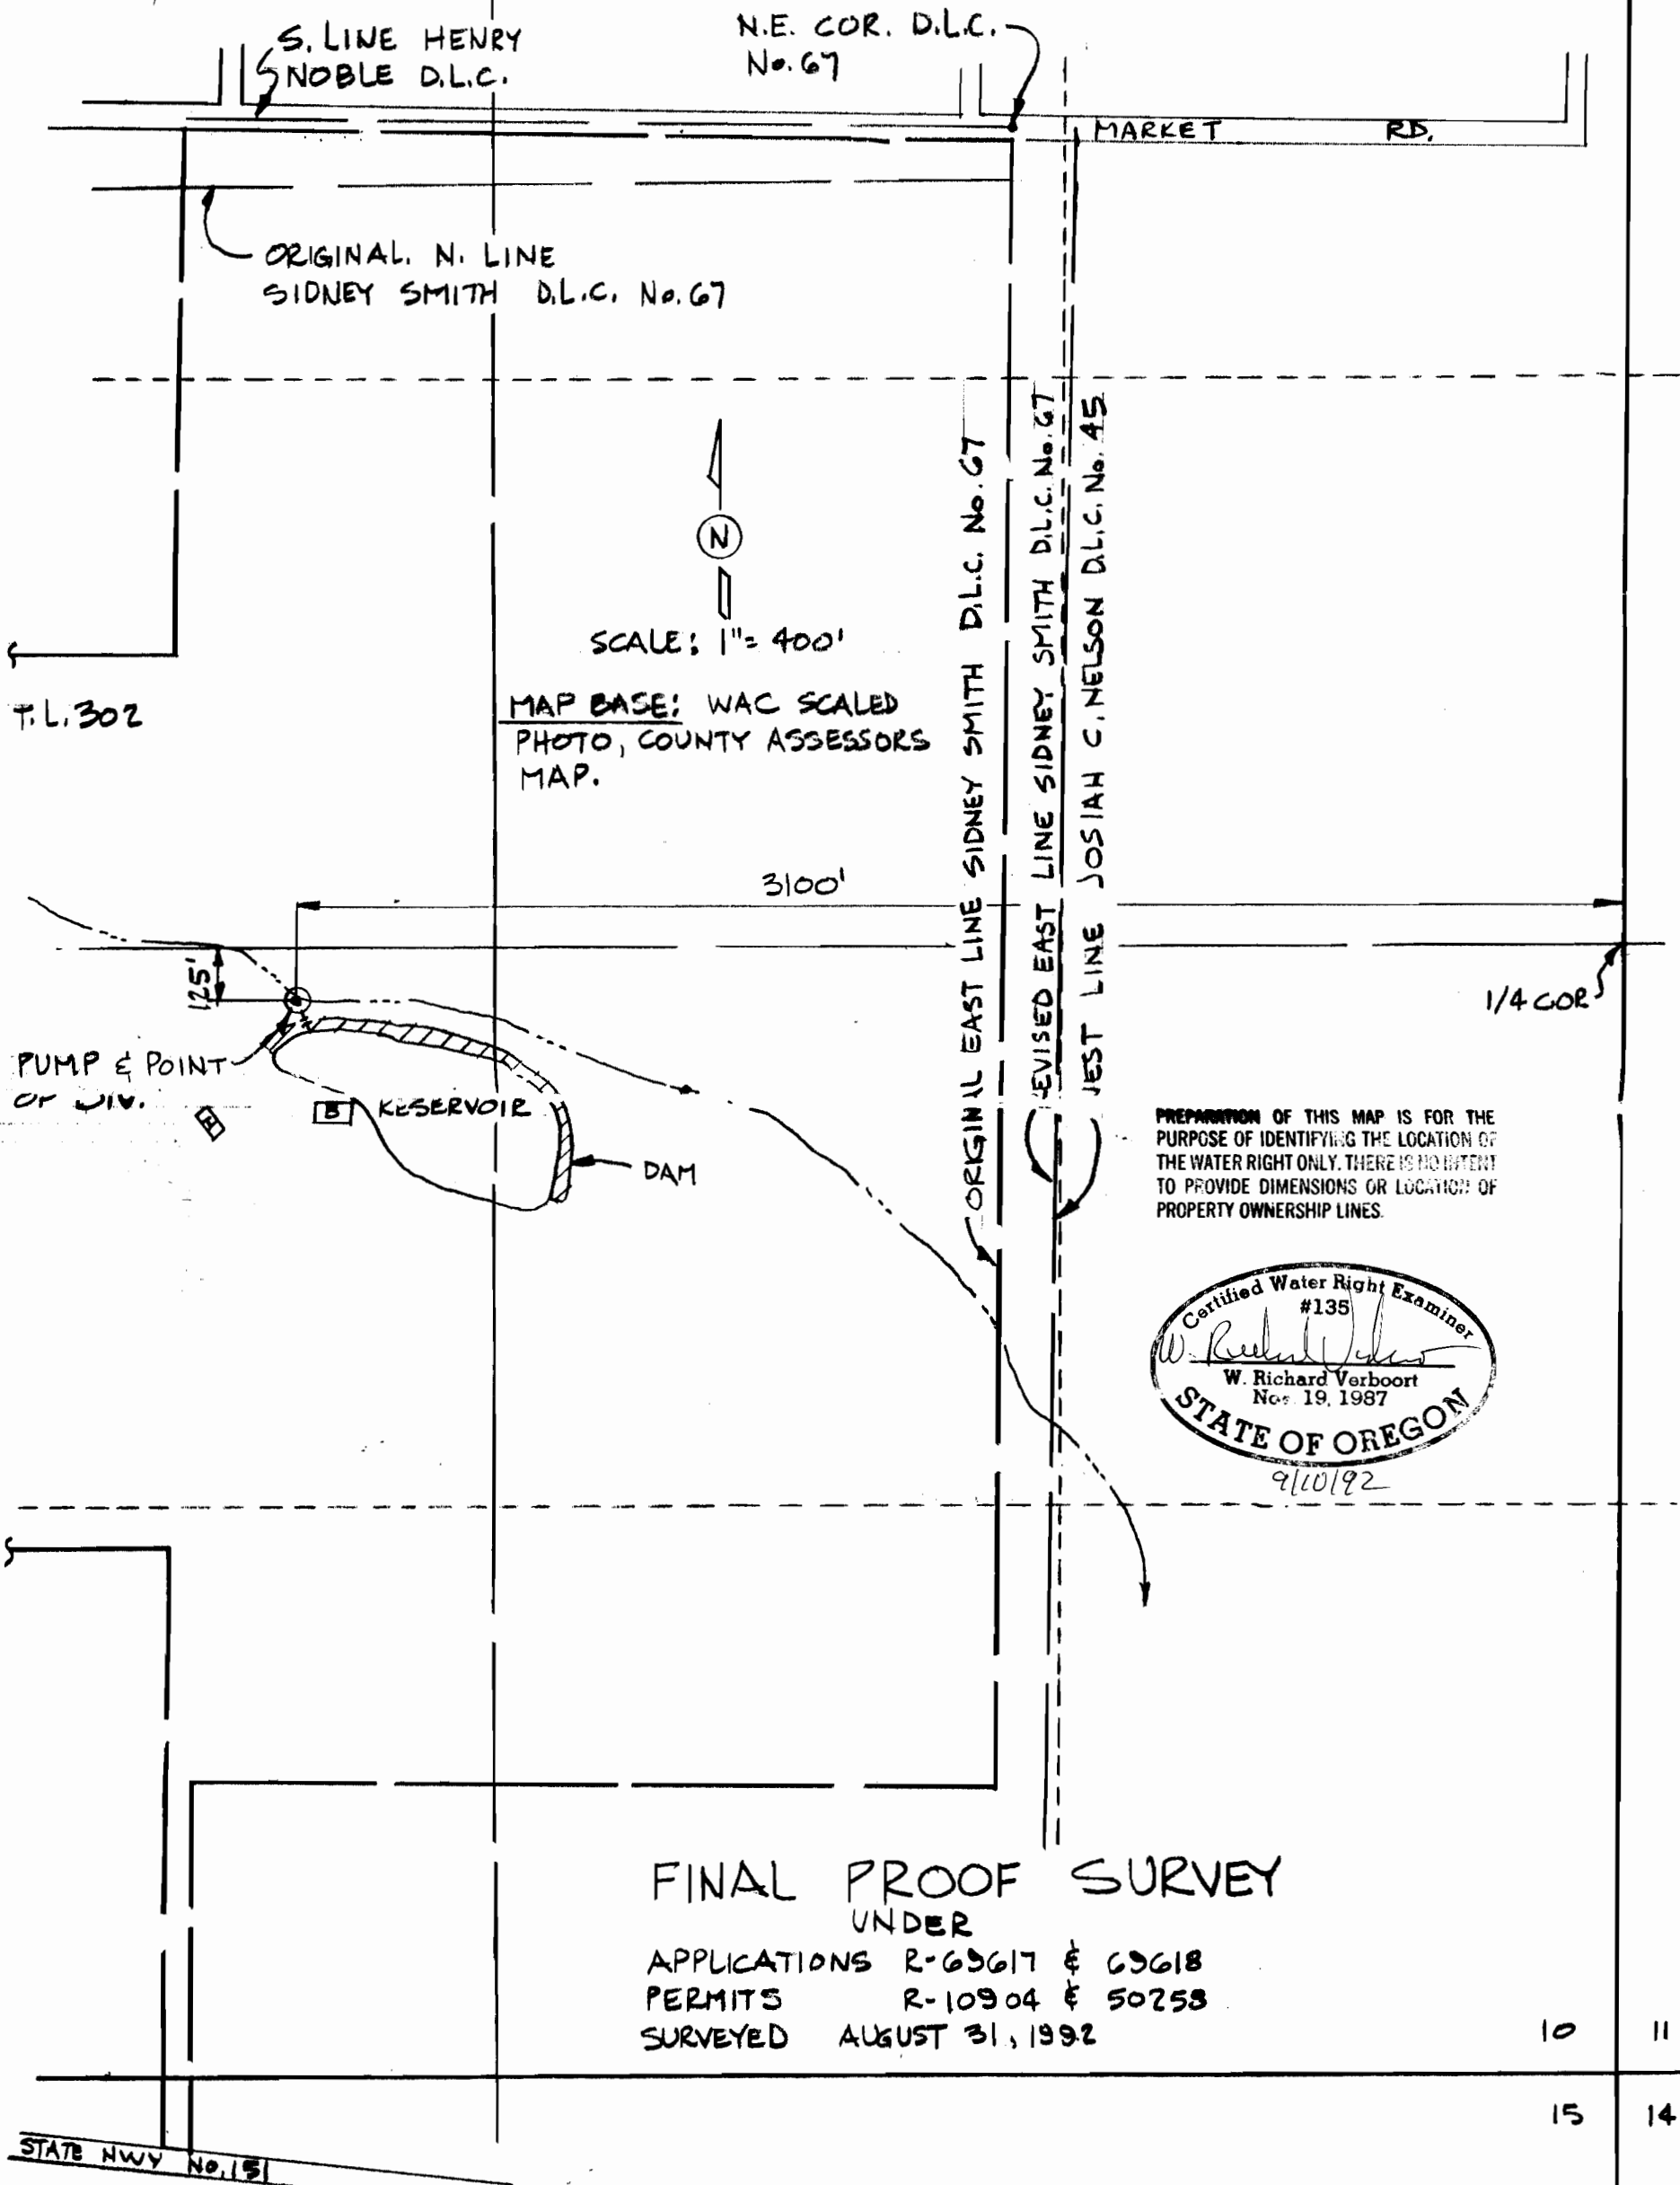 S. LINE HENRY
NOBLE D.L.C.
N.E. COR. D.L.C.
No. 67
MARKET RD.
ORIGINAL. N. LINE
SIDNEY SMITH D.L.C. No. 67
N
SCALE: 1"= 400'
MAP BASE: WAC SCALED
PHOTO, COUNTY ASSESSORS
MAP.
T.L. 302
ORIGINAL EAST LINE SIDNEY SMITH D.L.C. No. 67
EVISED EAST LINE SIDNEY SMITH D.L.C. No. 67
EST LINE JOSIAH C. NELSON D.L.C. No. 45
3100'
125'
1/4 COR
PUMP & POINT
OF DIV.
B
RESERVOIR
DAM
PREPARATION OF THIS MAP IS FOR THE
PURPOSE OF IDENTIFYING THE LOCATION OF
THE WATER RIGHT ONLY. THERE IS NO INTENT
TO PROVIDE DIMENSIONS OR LOCATION OF
PROPERTY OWNERSHIP LINES.
Certified Water Right Examiner
#135
W. Richard Verboort
W. Richard Verboort
Nov. 19, 1987
STATE OF OREGON
9/10/92
FINAL PROOF SURVEY
UNDER
APPLICATIONS R-69617 & 69618
PERMITS R-10904 & 50259
SURVEYED AUGUST 31, 1992
10 11
15 14
STATE HWY No. 151